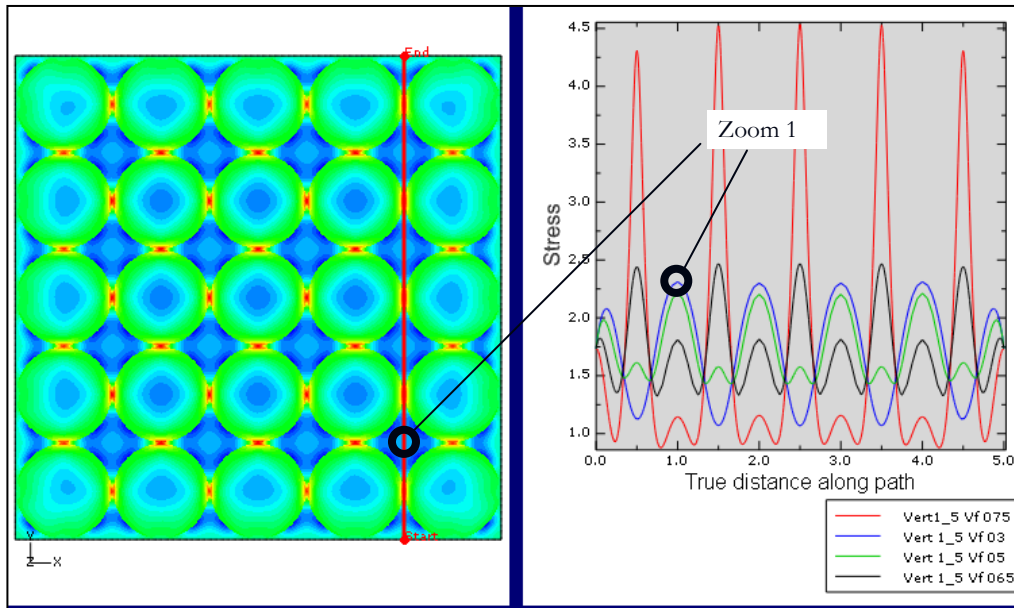 End
Start
Y
Z X
Zoom 1
Stress
4.5
4.0
3.5
3.0
2.5
2.0
1.5
1.0
0.0 1.0 2.0 3.0 4.0 5.0
True distance along path
Vert1_5 Vf 075
Vert 1_5 Vf 03
Vert 1_5 Vf 05
Vert 1_5 Vf 065